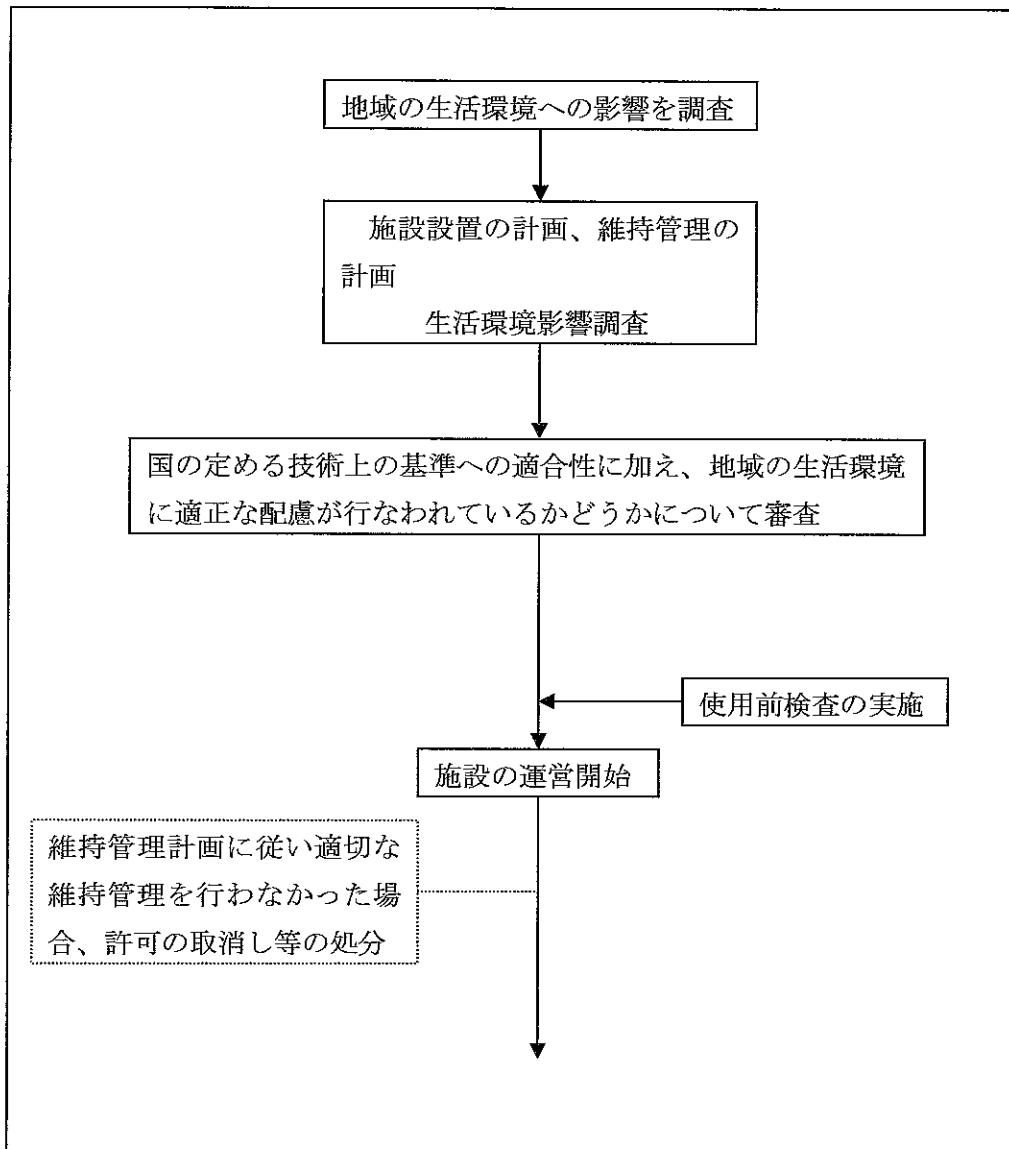 地域の生活環境への影響を調査
施設設置の計画、維持管理の
計画
生活環境影響調査
国の定める技術上の基準への適合性に加え、地域の生活環境
に適正な配慮が行なわれているかどうかについて審査
使用前検査の実施
施設の運営開始
維持管理計画に従い適切な
維持管理を行わなかった場
合、許可の取消し等の処分